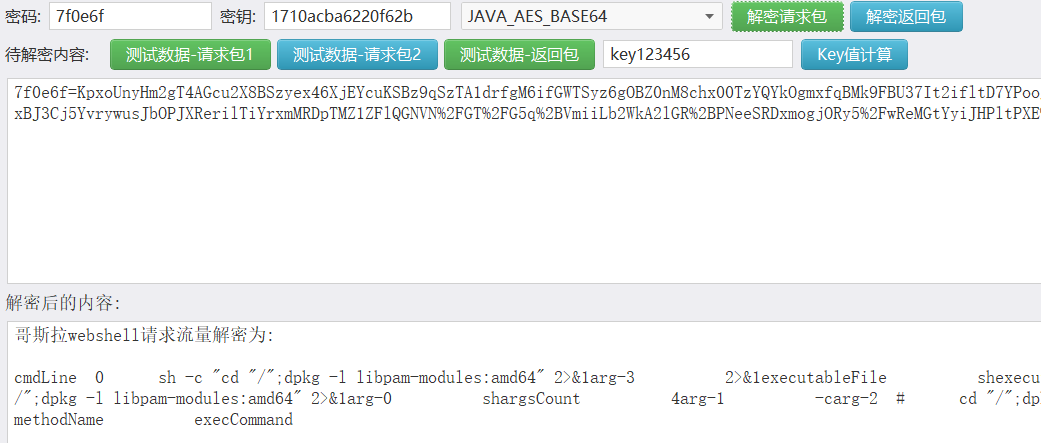 密码: 7f0e6f 密钥: 1710acba6220f62b JAVA_AES_BASE64 解密请求包 解密返回包
待解密内容: 测试数据-请求包1 测试数据-请求包2 测试数据-返回包 key123456 Key值计算
7f0e6f=KpxoUnyHm2gT4AGcu2X8BSzyex46XjEYcuKSBz9qSzTA1drfgM6ifGWTSyz6gOBZ0nM8chx00TzYQYkOgmxfqBMk9FBU37It2ifltD7YPoo
xBJ3Cj5YvrywusJbOPJXRerilTiYrxmMRDpTMZ1ZFlQGNVN%2FGT%2FG5q%2BVmiiLb2WkA2lGR%2BPNeeSRDxmogjORy5%2FwReMGtYyiJHPltPXE
解密后的内容:
哥斯拉webshell请求流量解密为:
cmdLine 0 sh -c "cd "/";dpkg -l libpam-modules:amd64" 2>&1arg-3 2>&1executableFile shexecu
/";dpkg -l libpam-modules:amd64" 2>&1arg-0 shargsCount 4arg-1 -carg-2 # cd "/";dp
methodName execCommand